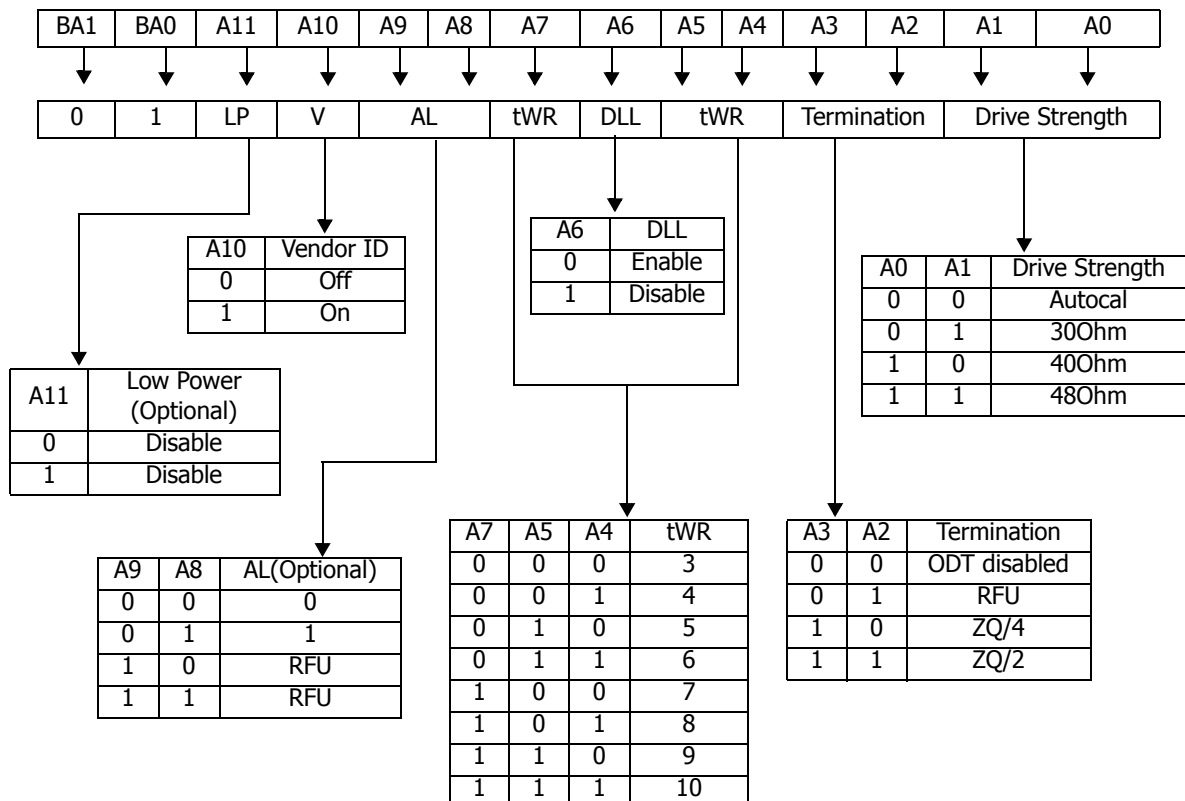 BA1 BA0 A11 A10 A9 A8 A7 A6 A5 A4 A3 A2 A1 A0
0 1 LP V AL tWR DLL tWR Termination Drive Strength
A10 Vendor ID
0 Off
1 On
A6 DLL
0 Enable
1 Disable
A0 A1 Drive Strength
0 0 Autocal
0 1 30Ohm
1 0 40Ohm
1 1 48Ohm
A11 Low Power
(Optional)
0 Disable
1 Disable
A9 A8 AL(Optional)
0 0 0
0 1 1
1 0 RFU
1 1 RFU
A7 A5 A4 tWR
0 0 0 3
0 0 1 4
0 1 0 5
0 1 1 6
1 0 0 7
1 0 1 8
1 1 0 9
1 1 1 10
A3 A2 Termination
0 0 ODT disabled
0 1 RFU
1 0 ZQ/4
1 1 ZQ/2